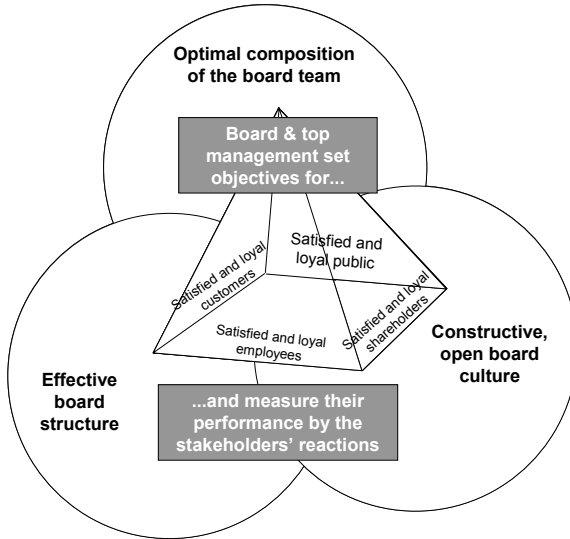 Optimal composition
of the board team
Board & top
management set
objectives for...
Satisfied and loyal
customers
Satisfied and
loyal public
Satisfied and loyal
shareholders
Satisfied and loyal
employees
Constructive,
open board
culture
Effective
board
structure
...and measure their
performance by the
stakeholders' reactions